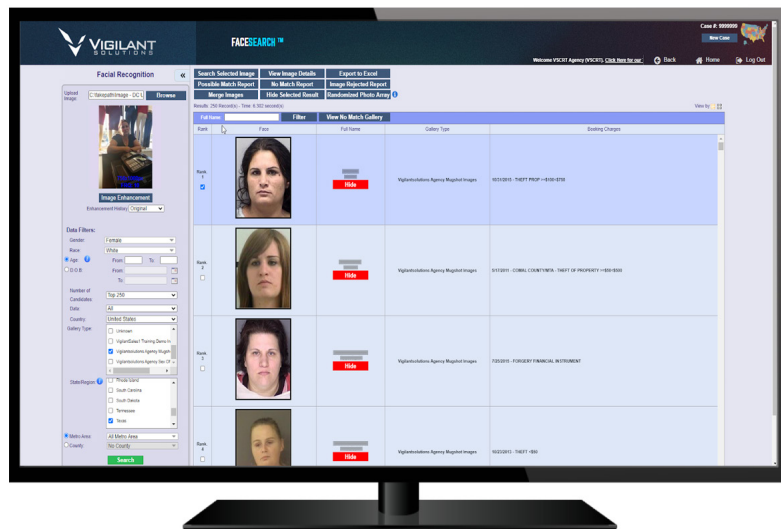 VIGILANT
SOLUTIONS
FACESEARCH ™
Case #: 9999999
New Case
Welcome VSCRT Agency (VSCRT), Click Here for our
Back
Home
Log Out
Facial Recognition
«
Upload
Image:
Browse
Image Enhancement
Enhancement History Original
Data Filters:
Gender: Female
Race: White
Age: From: To:
D.O.B From:
To:
Number of
Candidates: Top 250
Date: All
Country: United States
Gallery Type:
Unknown
State/Region
Rhode Island
South Carolina
South Dakota
Tennessee
Texas
Metro Area All Metro Area
County No County
Search
Search Selected Image View Image Details Export to Excel
Possible Match Report No Match Report Image Rejected Report
Merge Images Hide Selected Result Randomized Photo Array
View by
Full Name: Filter View No Match Gallery
Rank Face Full Name Gallery Type Booking Charges
Rank
1
Hide
Vigilantsolutions Agency Mugshot Images
Rank
2
Hide
Vigilantsolutions Agency Mugshot Images
Rank
3
Hide
Vigilantsolutions Agency Mugshot Images
7/20/2015 - FORGERY FINANCIAL INSTRUMENT
Rank
4
Hide
Vigilantsolutions Agency Mugshot Images